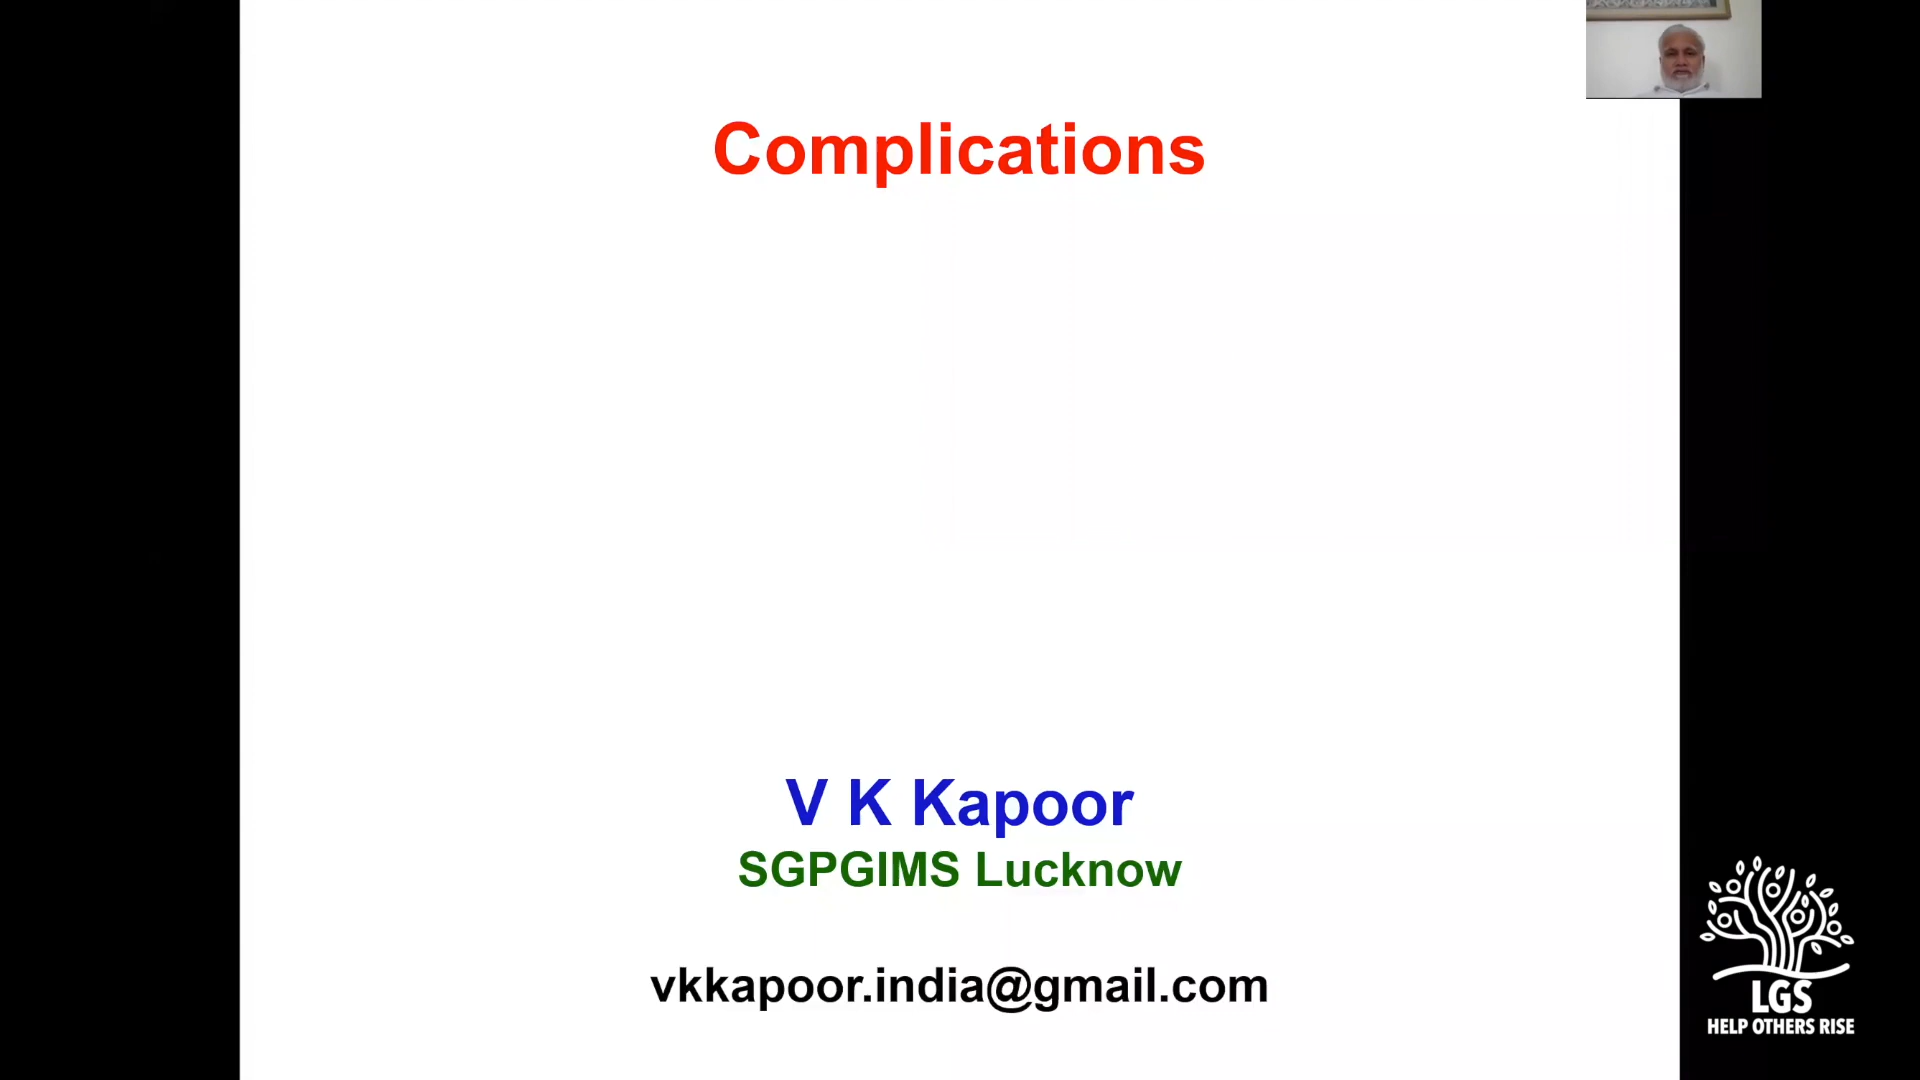 Complications
V K Kapoor
SGPGIMS Lucknow
vkkapoor.india@gmail.com
LGS
HELP OTHERS RISE